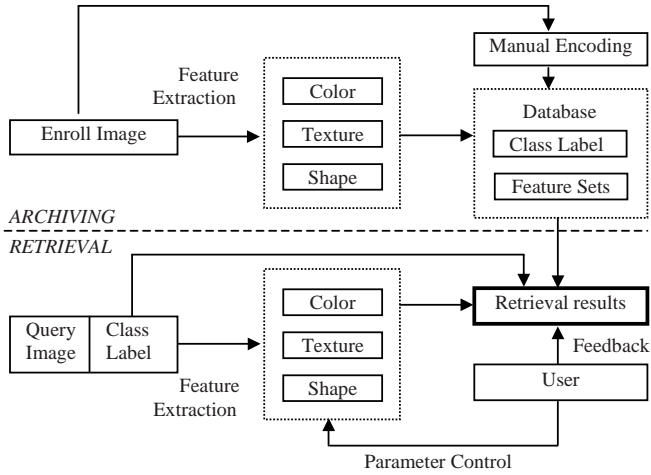 Manual Encoding
Feature
Extraction
Color
Texture
Shape
Enroll Image
Database
Class Label
Feature Sets
ARCHIVING
RETRIEVAL
Query
Image
Class
Label
Feature
Extraction
Color
Texture
Shape
Retrieval results
Feedback
User
Parameter Control